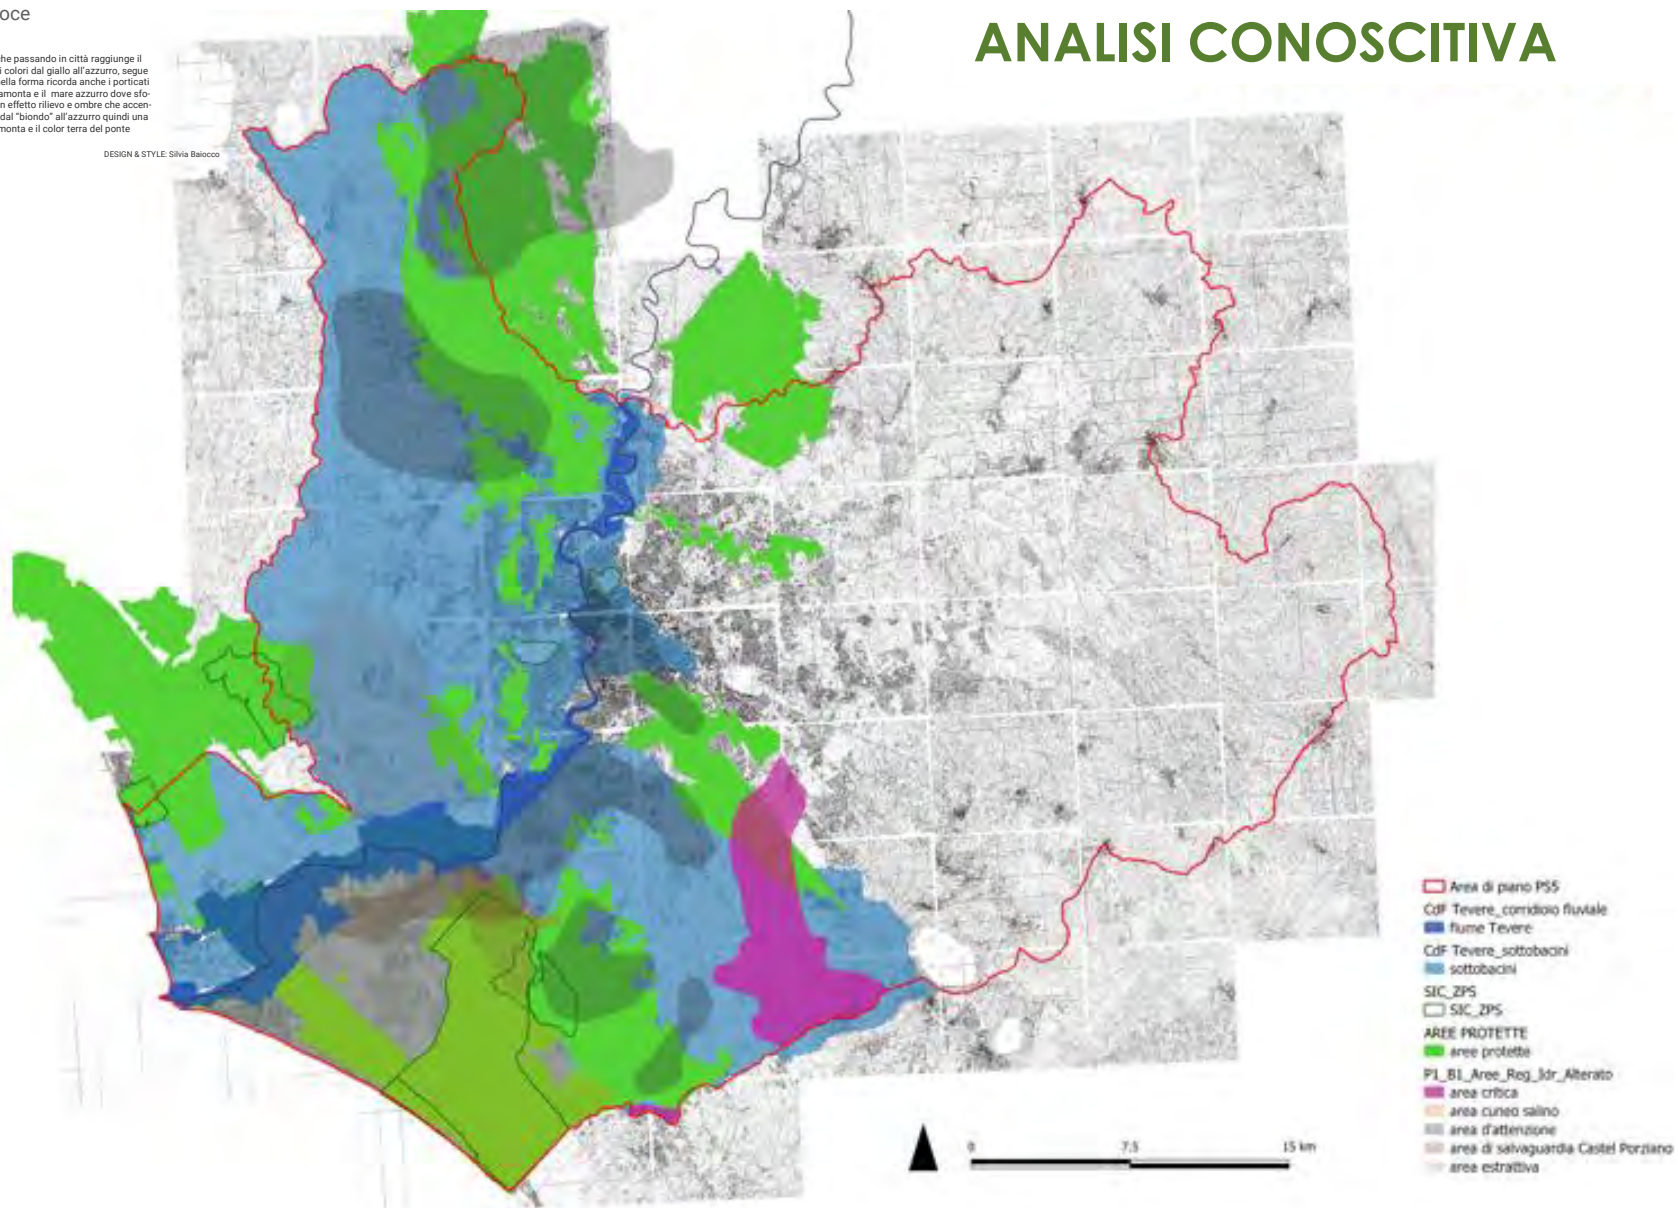 oce
ANALISI CONOSCITIVA
he passando in città raggiunge il
i colori dal giallo all'azzurro, segue
ella forma ricorda anche i porticati
amonta e il mare azzurro dove sfo-
n effetto rilievo e ombre che accen-
dal "biondo" all'azzurro quindi una
monta e il color terra del ponte
DESIGN & STYLE: Silvia Baiocco
Area di piano PS5
CdF Tevere_corridoio fluviale
fiume Tevere
CdF Tevere_sottobacini
sottobacini
SIC_ZPS
SIC_ZPS
AREE PROTETTE
aree protette
P1_B1_Aree_Reg_Idr_Alterato
area critica
area cuneo salino
area d'attenzione
area di salvaguardia Castel Porziano
area estrattiva
0 7.5 15 km